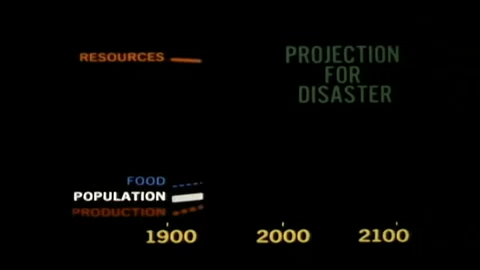 RESOURCES
PROJECTION
FOR
DISASTER
FOOD
POPULATION
PRODUCTION
1900 2000 2100